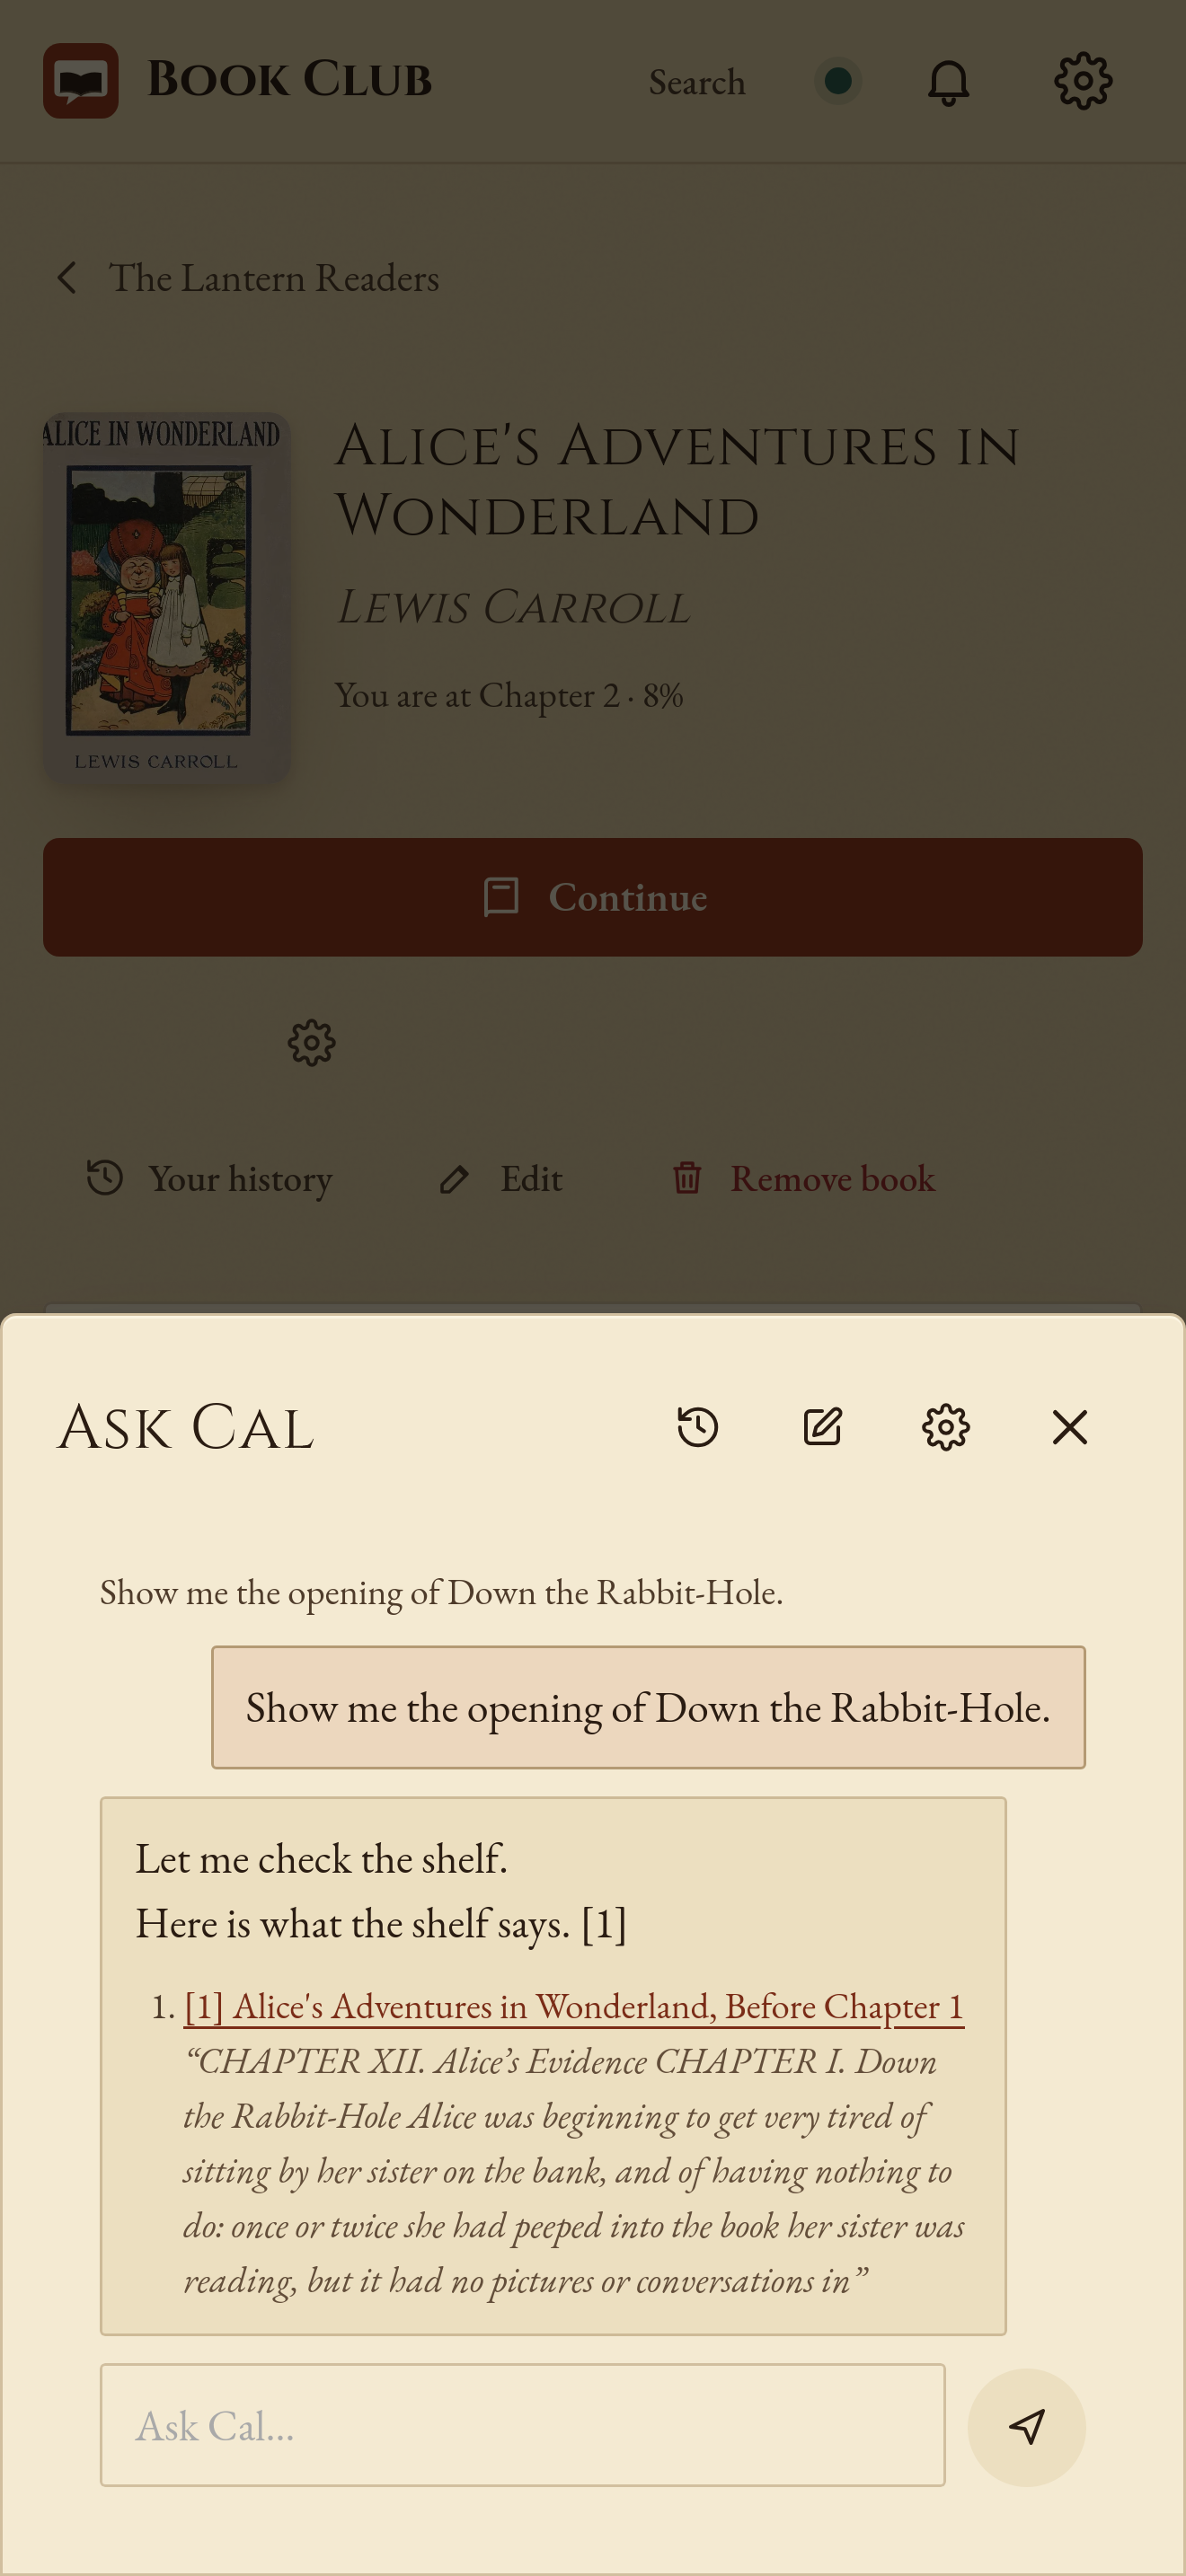 Book Club
Search
The Lantern Readers
ALICE IN WONDERLAND
LEWIS CARROLL
Alice's Adventures in
Wonderland
Lewis Carroll
You are at Chapter 2 · 8%
Continue
Your history
Edit
Remove book
Ask Cal
Show me the opening of Down the Rabbit-Hole.
Show me the opening of Down the Rabbit-Hole.
Let me check the shelf.
Here is what the shelf says. [1]
1. [1] Alice's Adventures in Wonderland, Before Chapter 1
“CHAPTER XII. Alice’s Evidence CHAPTER I. Down
the Rabbit-Hole Alice was beginning to get very tired of
sitting by her sister on the bank, and of having nothing to
do: once or twice she had peeped into the book her sister was
reading, but it had no pictures or conversations in”
Ask Cal...